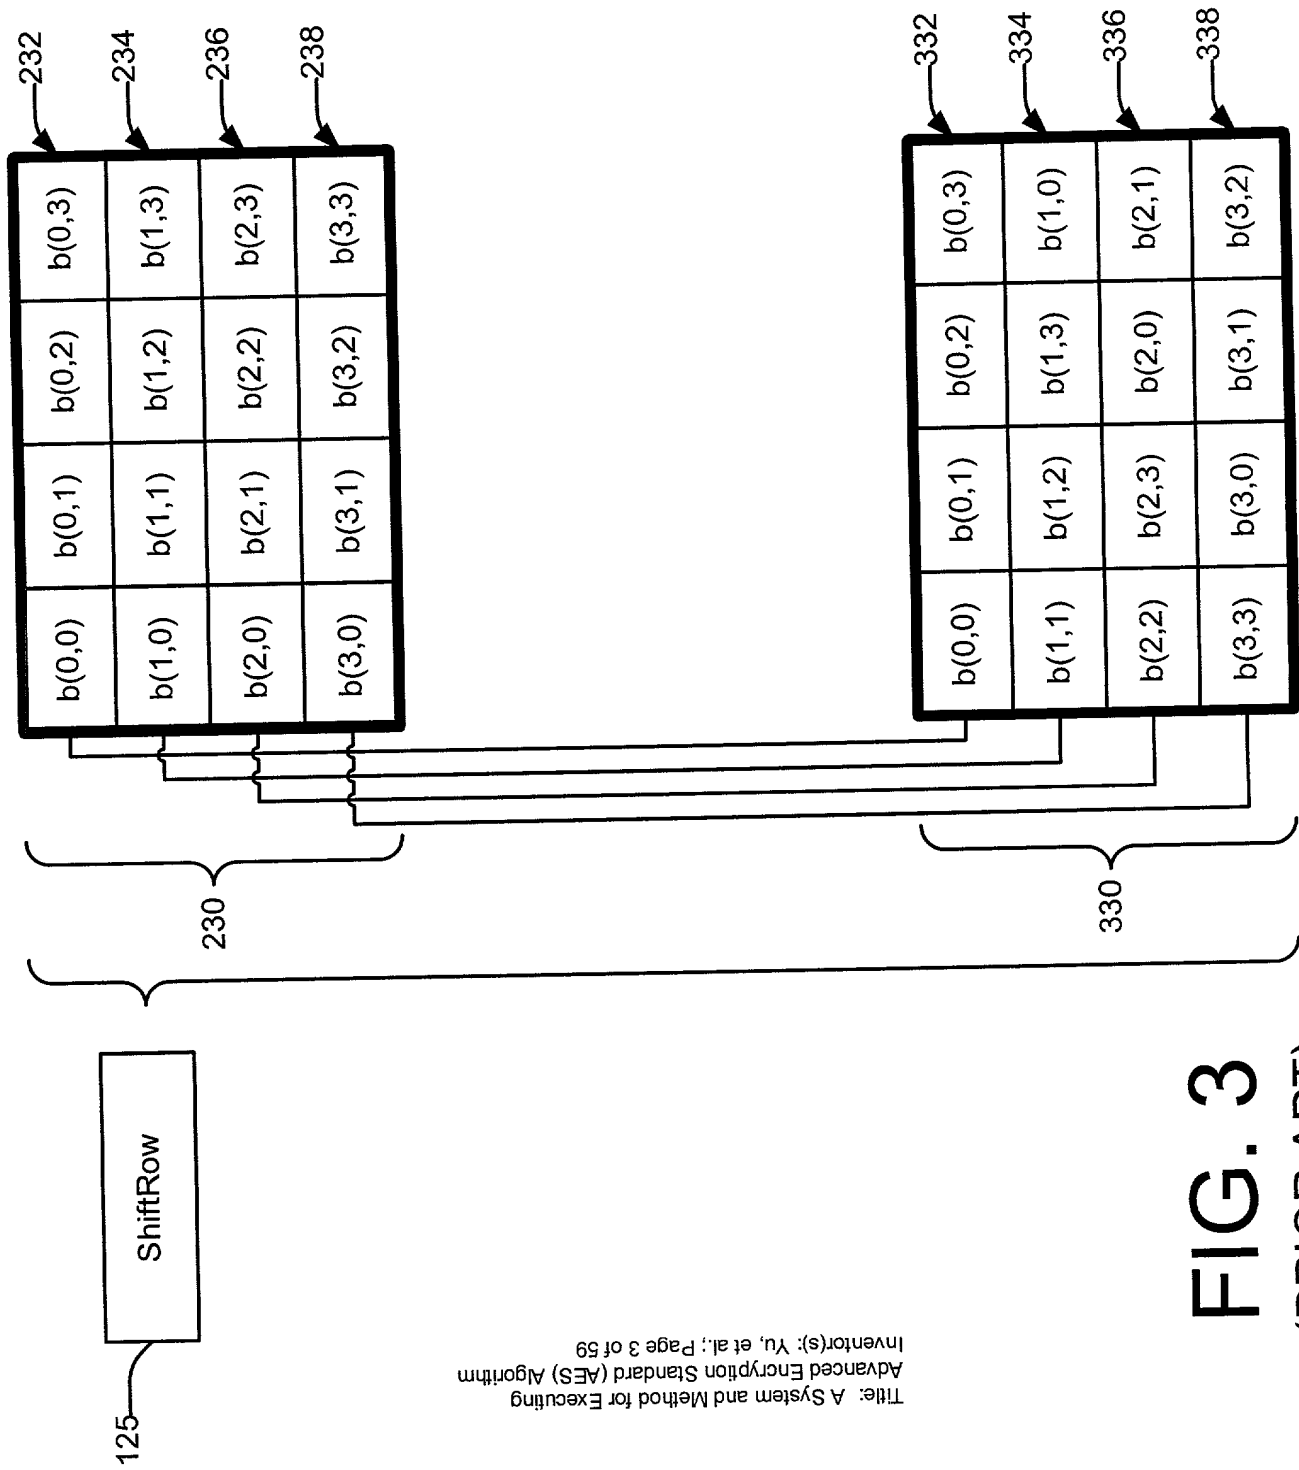 125
ShiftRow
230
b(0,0) b(0,1) b(0,2) b(0,3) 232
b(1,0) b(1,1) b(1,2) b(1,3) 234
b(2,0) b(2,1) b(2,2) b(2,3) 236
b(3,0) b(3,1) b(3,2) b(3,3) 238
330
b(0,0) b(0,1) b(0,2) b(0,3) 332
b(1,1) b(1,2) b(1,3) b(1,0) 334
b(2,2) b(2,3) b(2,0) b(2,1) 336
b(3,3) b(3,0) b(3,1) b(3,2) 338
FIG. 3
(PRIOR ART)
Title: A System and Method for Executing
Advanced Encryption Standard (AES) Algorithm
Inventor(s): Yu, et al.; Page 3 of 59